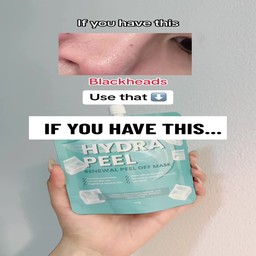 If you have this
Blackheads
Use that ⬇️
IF YOU HAVE THIS...
HYDRA
PEEL
RENEWAL PEEL OFF MASK